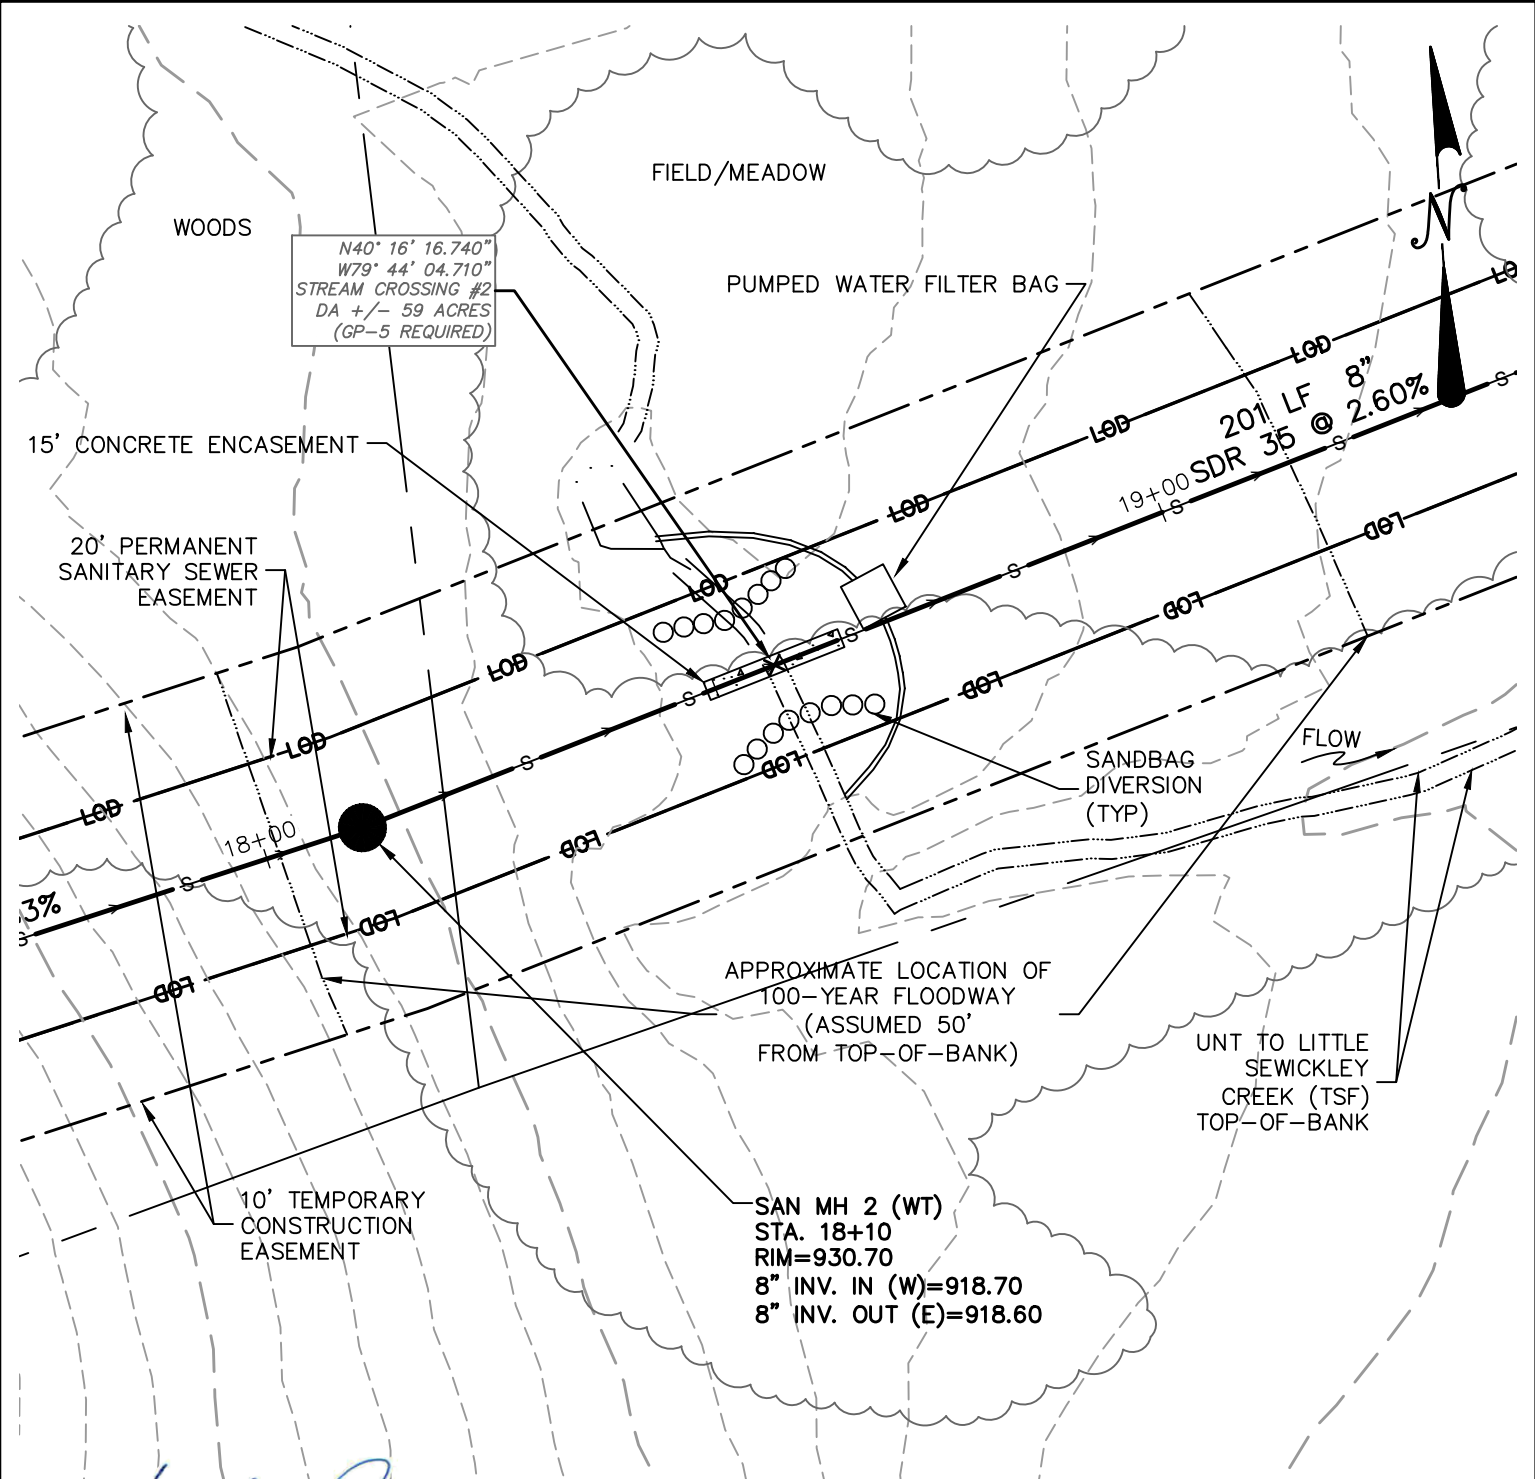 FIELD/MEADOW
WOODS
N40° 16' 16.740"
W79° 44' 04.710"
STREAM CROSSING #2
DA +/- 59 ACRES
(GP-5 REQUIRED)
PUMPED WATER FILTER BAG
N
LOD
LOD
201 LF 8"
SDR 35 @ 2.60%
S
S
LOD
15' CONCRETE ENCASEMENT
LOD
19+00
S
LOD
20' PERMANENT
SANITARY SEWER
EASEMENT
S
LOD
LOD
S
LOD
S
LOD
FLOW
SANDBAG
DIVERSION
(TYP)
LOD
S
LOD
LOD
18+00
LOD
S
3%
S
LOD
LOD
APPROXIMATE LOCATION OF
100-YEAR FLOODWAY
(ASSUMED 50'
FROM TOP-OF-BANK)
UNT TO LITTLE
SEWICKLEY
CREEK (TSF)
TOP-OF-BANK
10' TEMPORARY
CONSTRUCTION
EASEMENT
SAN MH 2 (WT)
STA. 18+10
RIM=930.70
8" INV. IN (W)=918.70
8" INV. OUT (E)=918.60